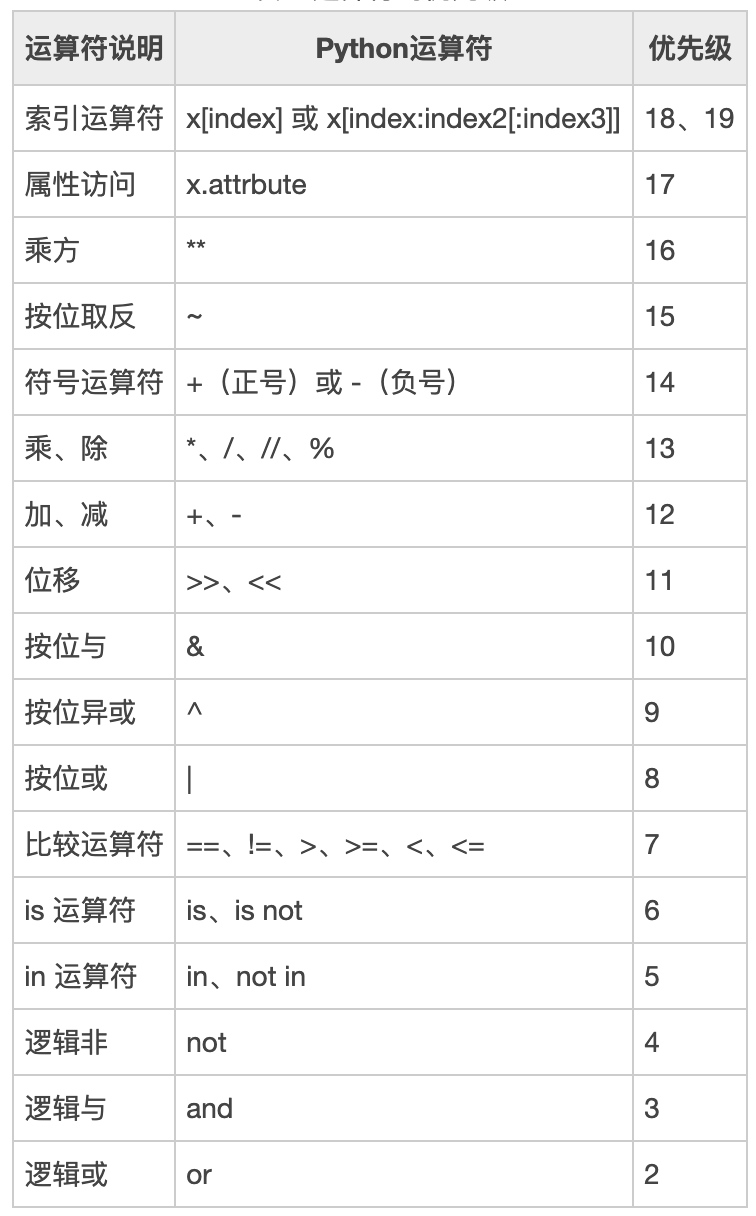 运算符说明 Python运算符 优先级
索引运算符 x[index] 或 x[index:index2[:index3]] 18、19
属性访问 x.attrbute 17
乘方 ** 16
按位取反 ~ 15
符号运算符 +（正号）或 -（负号） 14
乘、除 *、/、//、% 13
加、减 +、- 12
位移 >>、<< 11
按位与 & 10
按位异或 ^ 9
按位或 | 8
比较运算符 ==、!=、>、>=、<、<= 7
is 运算符 is、is not 6
in 运算符 in、not in 5
逻辑非 not 4
逻辑与 and 3
逻辑或 or 2